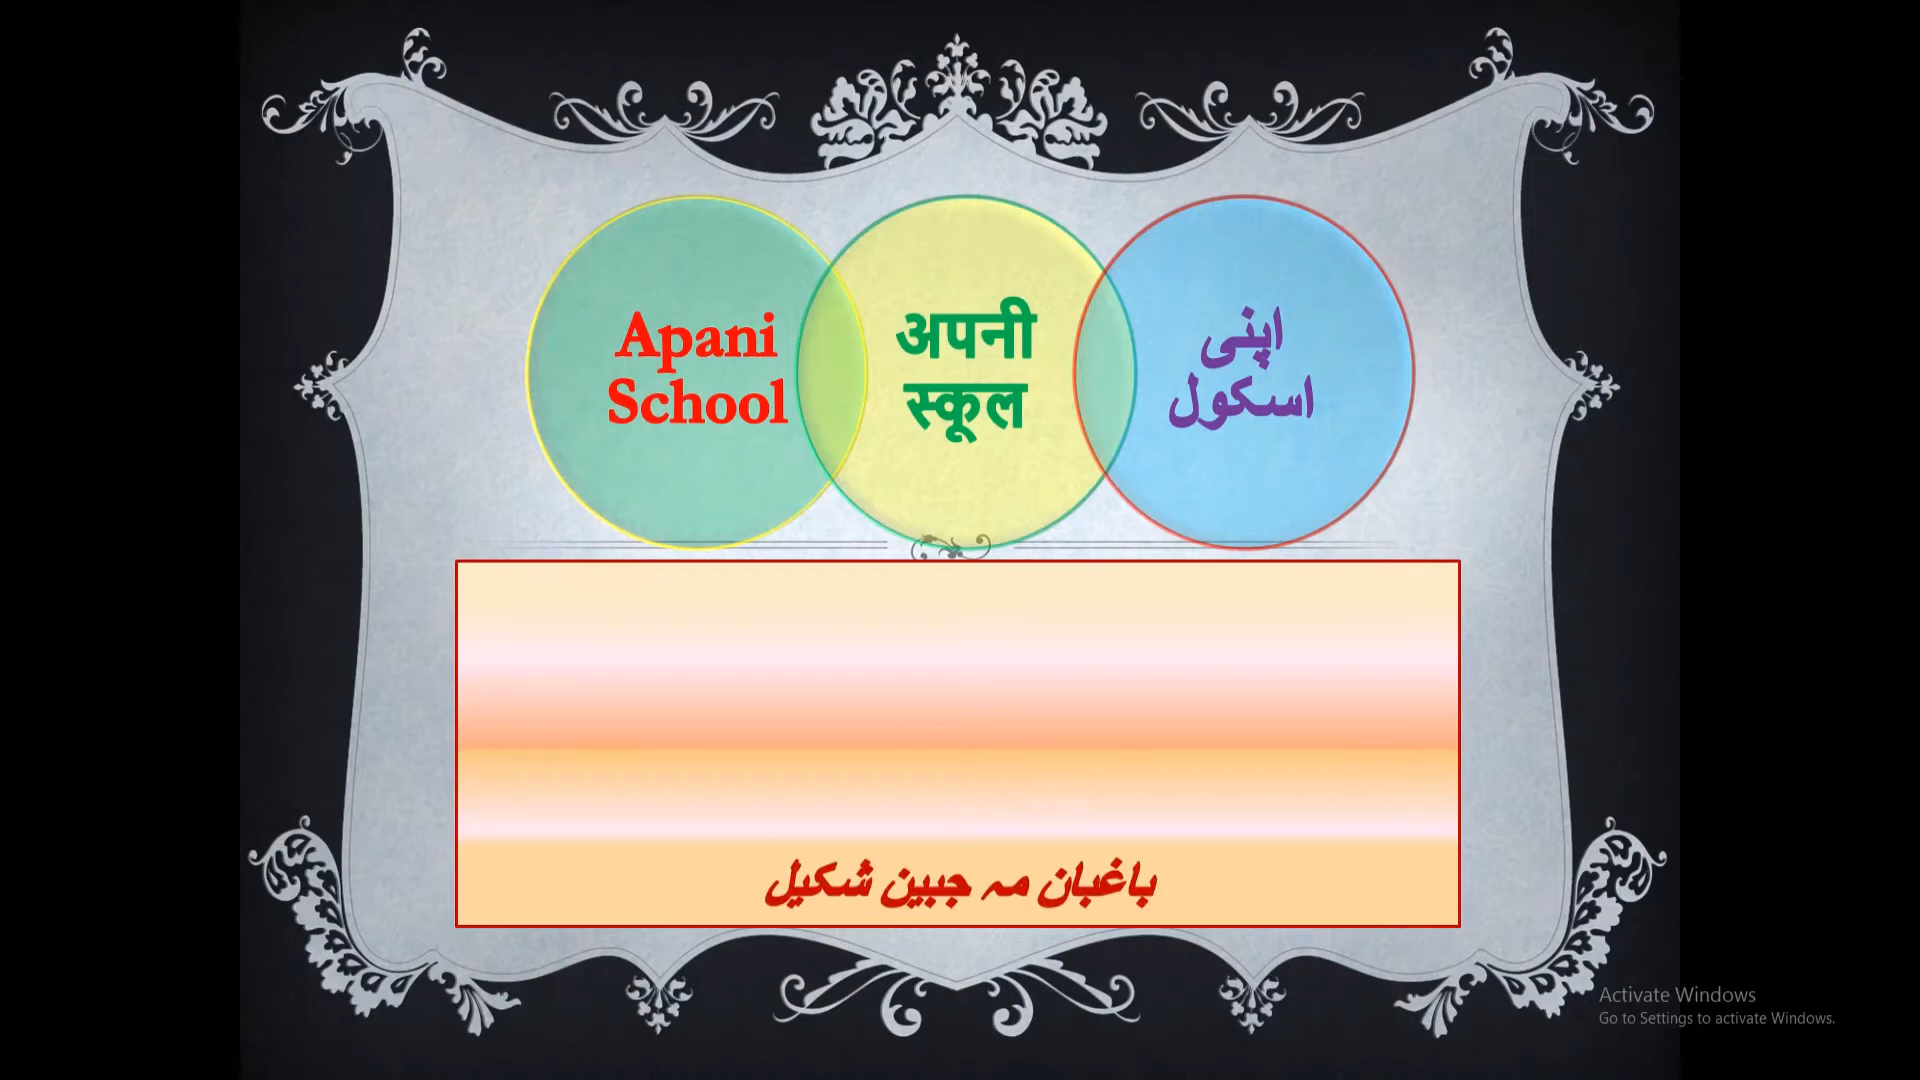 Apani
School
अपनी
स्कूल
اپنی
اسکول
باغبان مہ جبین شکیل
Activate Windows
Go to Settings to activate Windows.